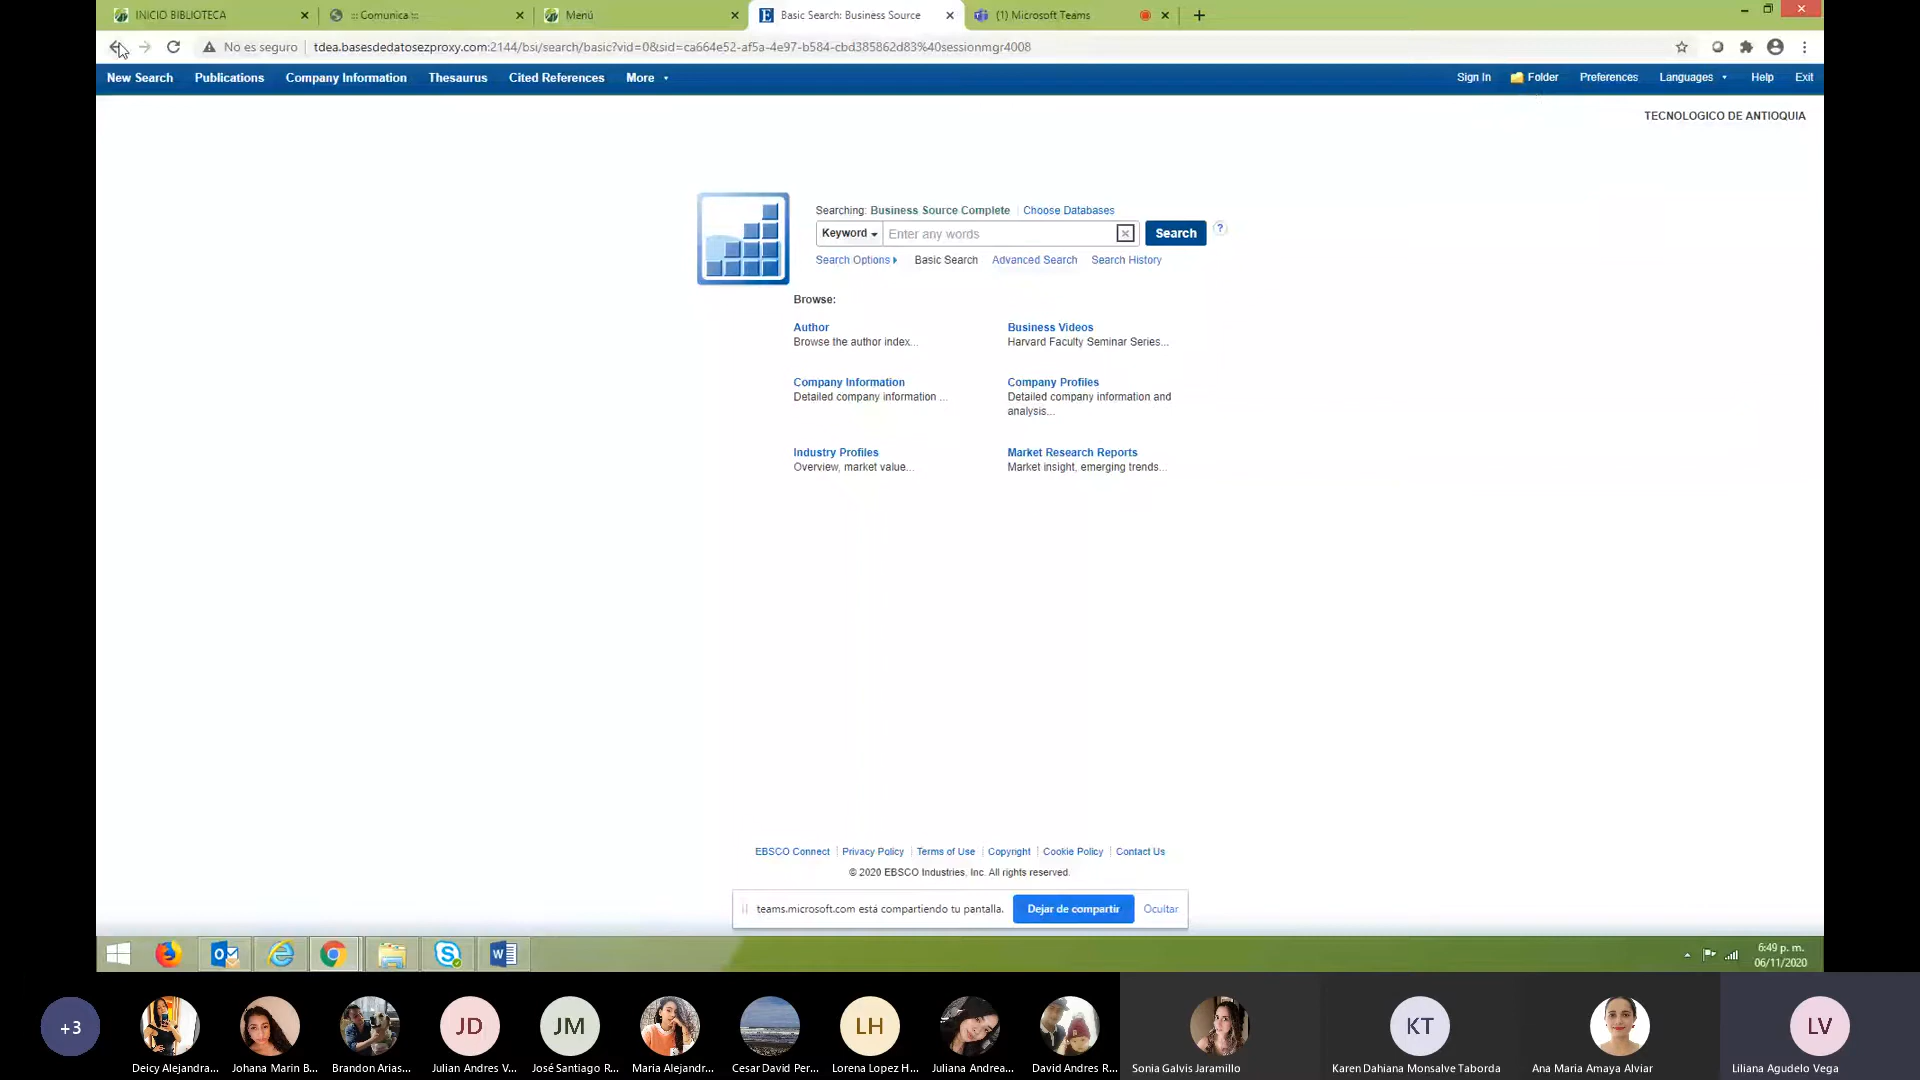 INICIO BIBLIOTECA
::: Comunica :::
Menú
Basic Search: Business Source
(1) Microsoft Teams
No es seguro
tdea.basesdedatosezproxy.com:2144/bsi/search/basic?vid=0&sid=ca664e52-af5a-4e97-b584-cbd385862d83%40sessionmgr4008
New Search Publications Company Information Thesaurus Cited References More
Sign In Folder Preferences Languages Help Exit
TECNOLOGICO DE ANTIOQUIA
Searching: Business Source Complete Choose Databases
Keyword Enter any words Search ?
Search Options Basic Search Advanced Search Search History
Browse:
Author
Browse the author index...
Business Videos
Harvard Faculty Seminar Series...
Company Information
Detailed company information ...
Company Profiles
Detailed company information and
analysis...
Industry Profiles
Overview, market value...
Market Research Reports
Market insight, emerging trends...
EBSCO Connect Privacy Policy Terms of Use Copyright Cookie Policy Contact Us
© 2020 EBSCO Industries, Inc. All rights reserved.
teams.microsoft.com está compartiendo tu pantalla. Dejar de compartir Ocultar
6:49 p. m.
06/11/2020
+3
JD
JM
LH
KT
LV
Deicy Alejandra...
Johana Marin B...
Brandon Arias...
Julian Andres V...
José Santiago R...
Maria Alejandr...
Cesar David Per...
Lorena Lopez H...
Juliana Andrea...
David Andres R...
Sonia Galvis Jaramillo
Karen Dahiana Monsalve Taborda
Ana Maria Amaya Alviar
Liliana Agudelo Vega